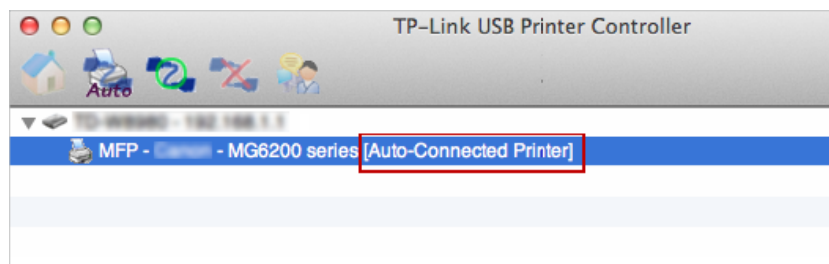 TP-Link USB Printer Controller
Auto
MFP - - MG6200 series [Auto-Connected Printer]